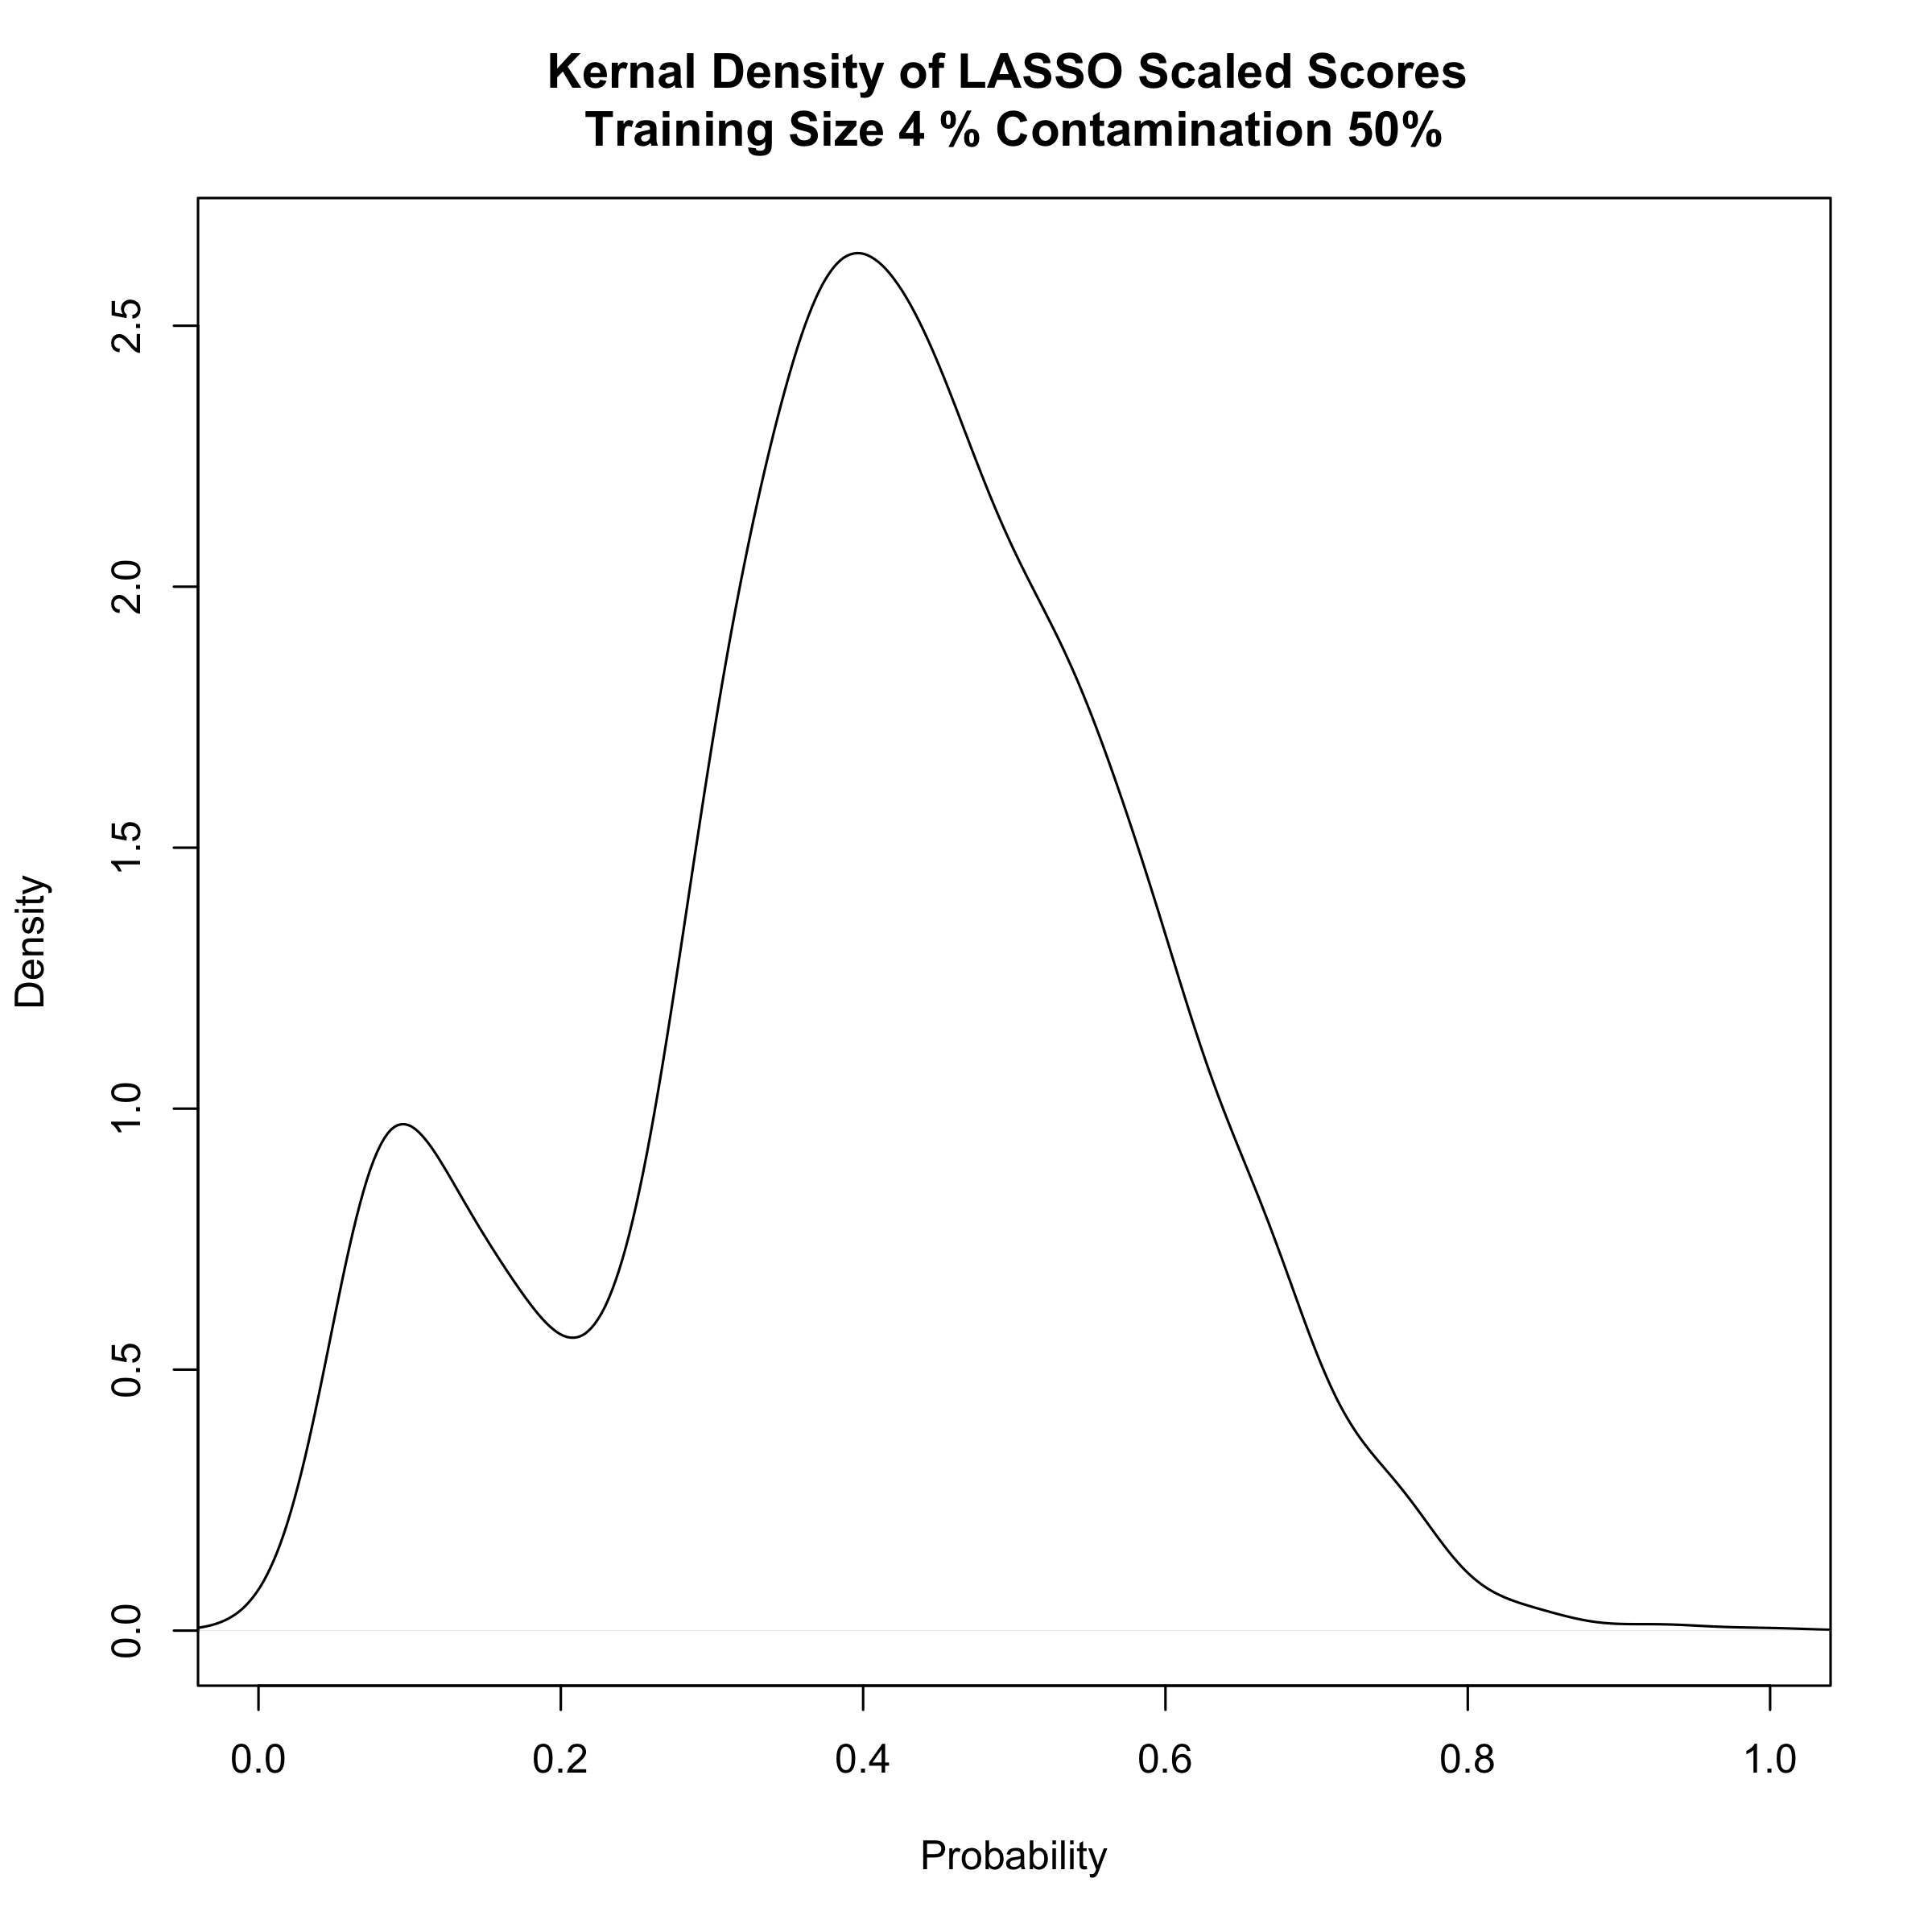 Kernal Density of LASSO Scaled Scores
Training Size 4 % Contamination 50%
2.5
2.0
1.5
1.0
0.5
0.0
Density
0.0 0.2 0.4 0.6 0.8 1.0
Probability